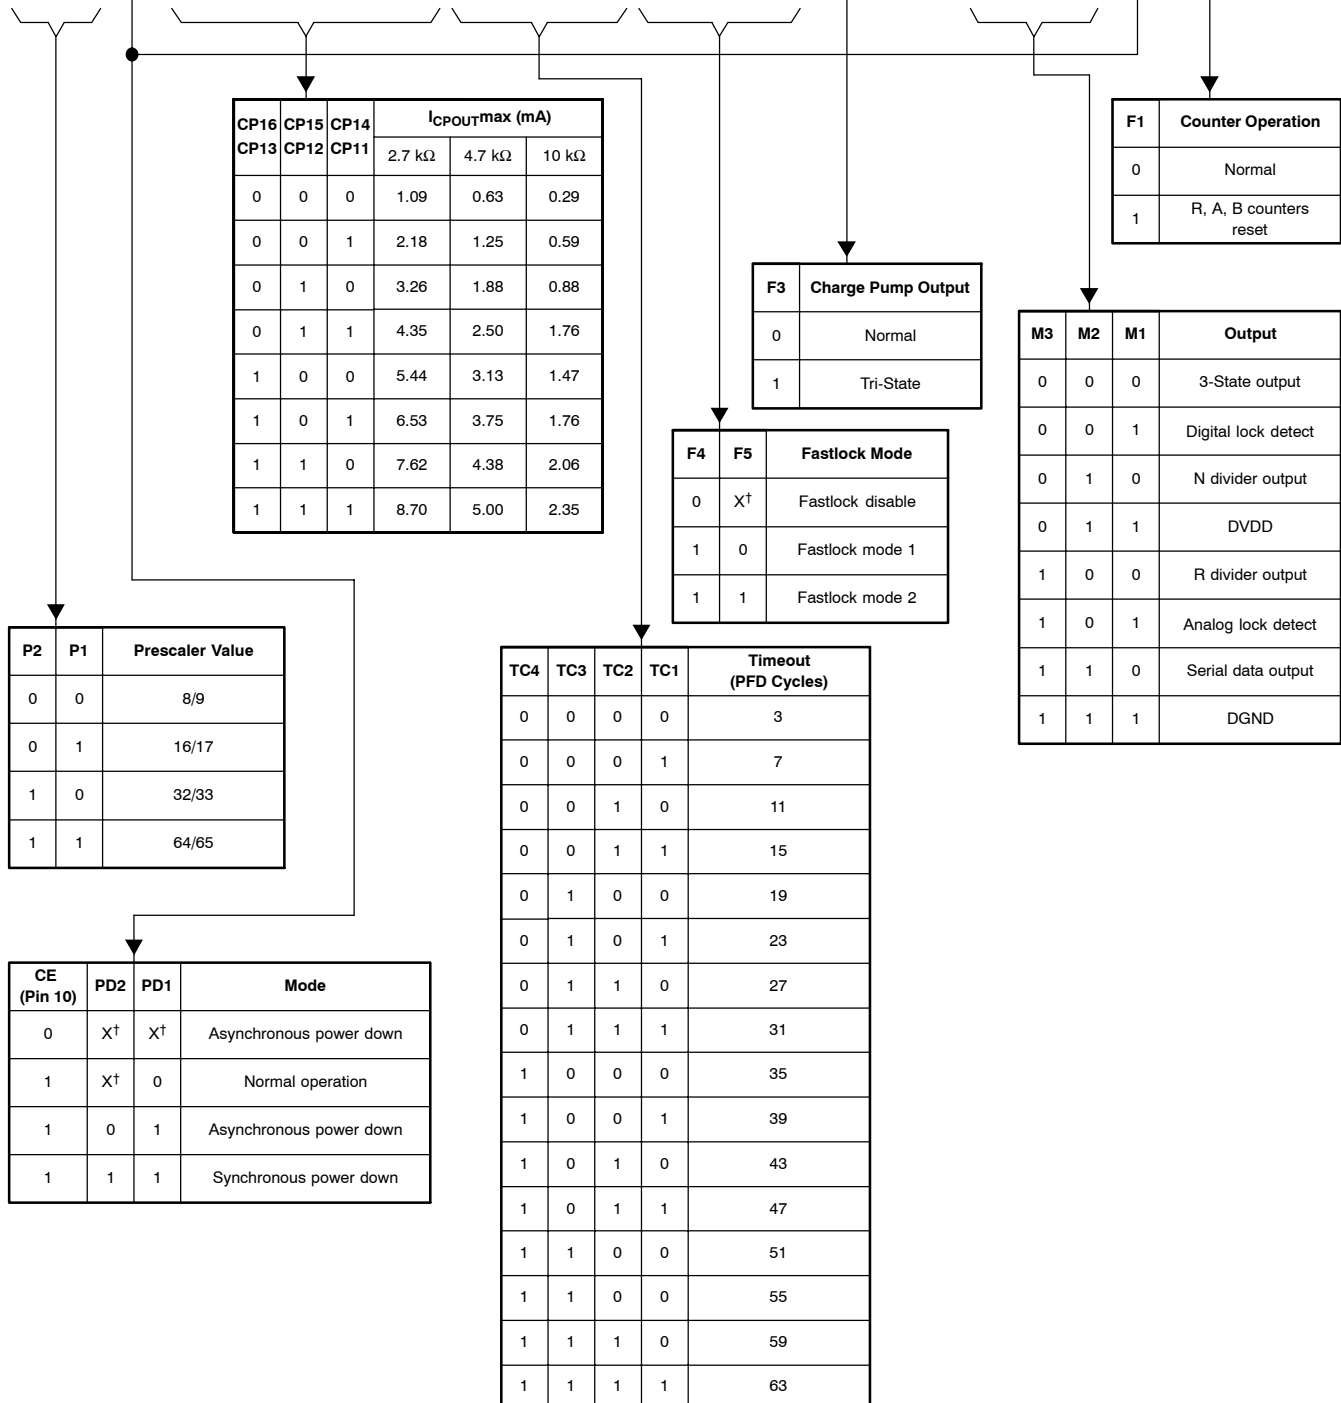 CP16 CP15 CP14 ICPOUTmax (mA)
CP13 CP12 CP11 2.7 kΩ 4.7 kΩ 10 kΩ
0 0 0 1.09 0.63 0.29
0 0 1 2.18 1.25 0.59
0 1 0 3.26 1.88 0.88
0 1 1 4.35 2.50 1.76
1 0 0 5.44 3.13 1.47
1 0 1 6.53 3.75 1.76
1 1 0 7.62 4.38 2.06
1 1 1 8.70 5.00 2.35
F1 Counter Operation
0 Normal
1 R, A, B counters
reset
F3 Charge Pump Output
0 Normal
1 Tri-State
M3 M2 M1 Output
0 0 0 3-State output
0 0 1 Digital lock detect
0 1 0 N divider output
0 1 1 DVDD
1 0 0 R divider output
1 0 1 Analog lock detect
1 1 0 Serial data output
1 1 1 DGND
F4 F5 Fastlock Mode
0 X† Fastlock disable
1 0 Fastlock mode 1
1 1 Fastlock mode 2
P2 P1 Prescaler Value
0 0 8/9
0 1 16/17
1 0 32/33
1 1 64/65
TC4 TC3 TC2 TC1 Timeout
(PFD Cycles)
0 0 0 0 3
0 0 0 1 7
0 0 1 0 11
0 0 1 1 15
0 1 0 0 19
0 1 0 1 23
0 1 1 0 27
0 1 1 1 31
1 0 0 0 35
1 0 0 1 39
1 0 1 0 43
1 0 1 1 47
1 1 0 0 51
1 1 0 0 55
1 1 1 0 59
1 1 1 1 63
CE
(Pin 10) PD2 PD1 Mode
0 X† X† Asynchronous power down
1 X† 0 Normal operation
1 0 1 Asynchronous power down
1 1 1 Synchronous power down